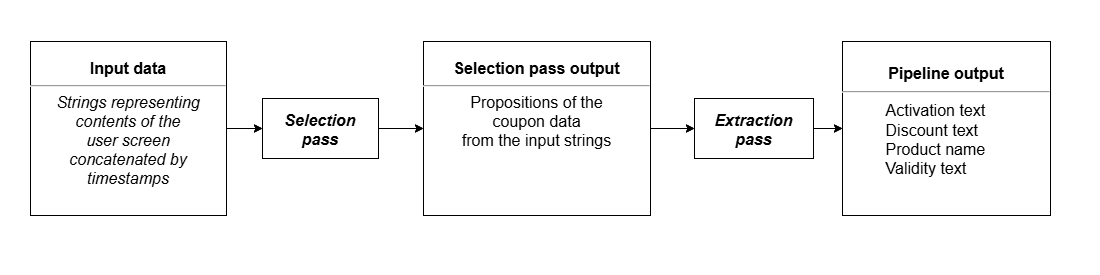 Input data
Strings representing
contents of the
user screen
concatenated by
timestamps
Selection
pass
Selection pass output
Propositions of the
coupon data
from the input strings
Extraction
pass
Pipeline output
Activation text
Discount text
Product name
Validity text